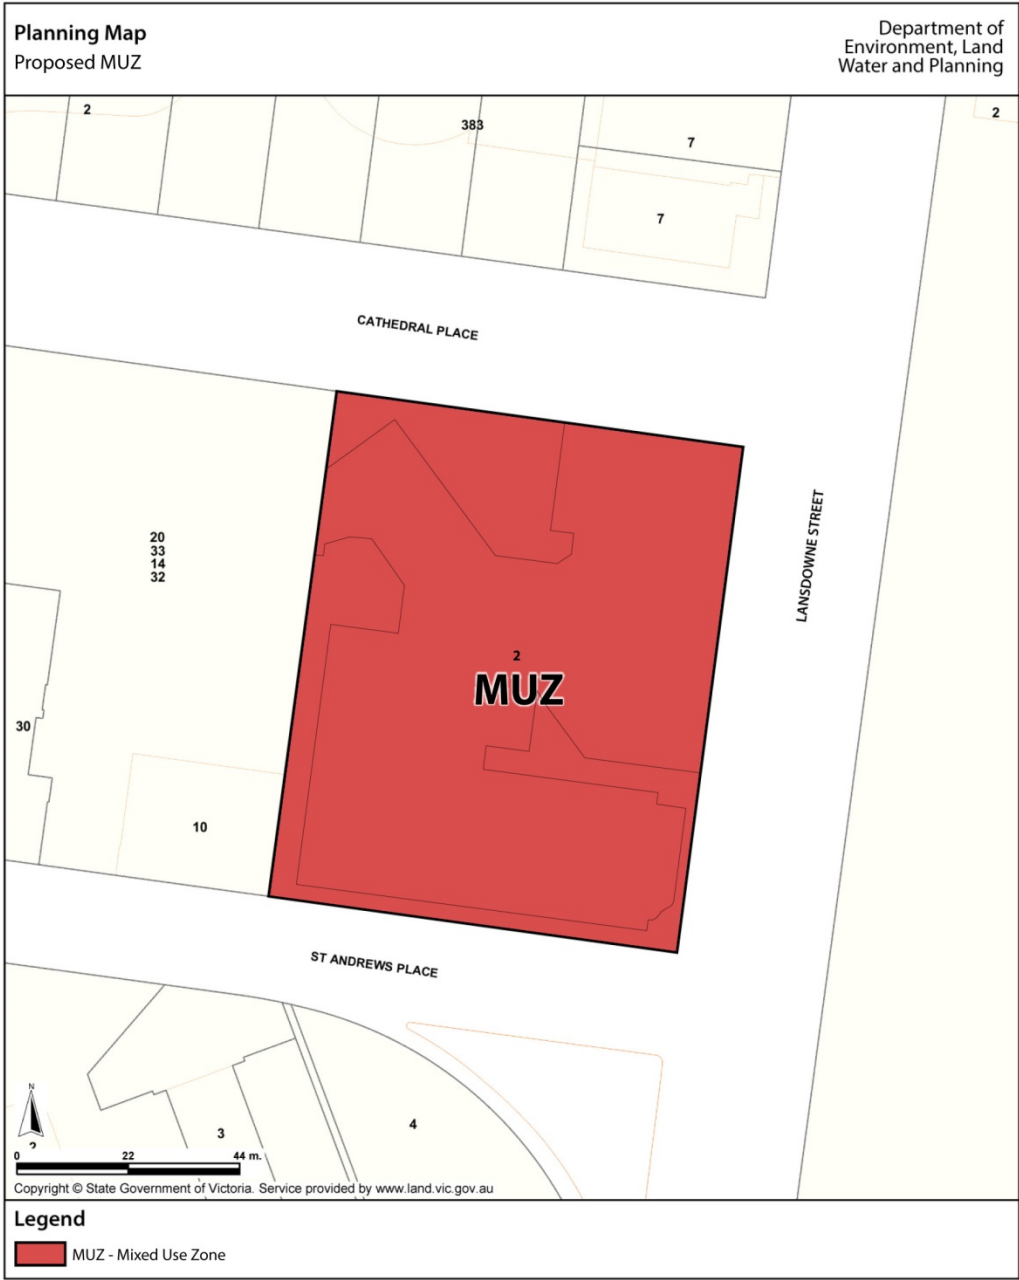 Planning Map
Proposed MUZ
Department of
Environment, Land
Water and Planning
2
383
7
2
7
CATHEDRAL PLACE
LANSDOWNE STREET
20
33
14
32
2
MUZ
30
10
ST ANDREWS PLACE
N
3
4
0 22 44 m.
Copyright © State Government of Victoria. Service provided by www.land.vic.gov.au
Legend
MUZ - Mixed Use Zone